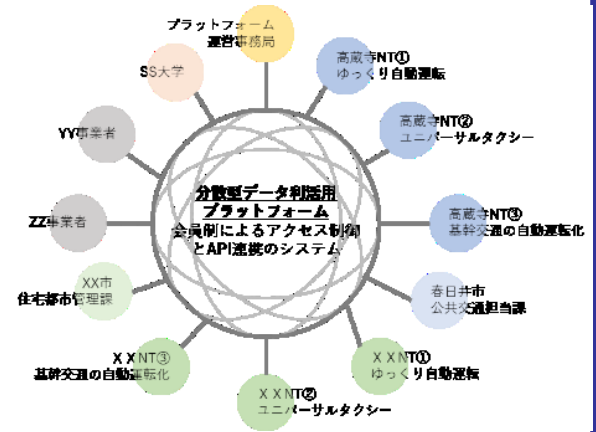 プラットフォーム
運営事務局
SS大学
高蔵寺NT①
ゆっくり自動運転
YY事業者
高蔵寺NT②
ユニバーサルタクシー
分散型データ利活用
プラットフォーム
会員制によるアクセス制御
とAPI連携のシステム
ZZ事業者
高蔵寺NT③
基幹交通の自動運転化
XX市
住宅都市管理課
春日井市
公共交通担当課
ⅩⅩNT③
基幹交通の自動運転化
ⅩⅩNT①
ゆっくり自動運転
ⅩⅩNT②
ユニバーサルタクシー